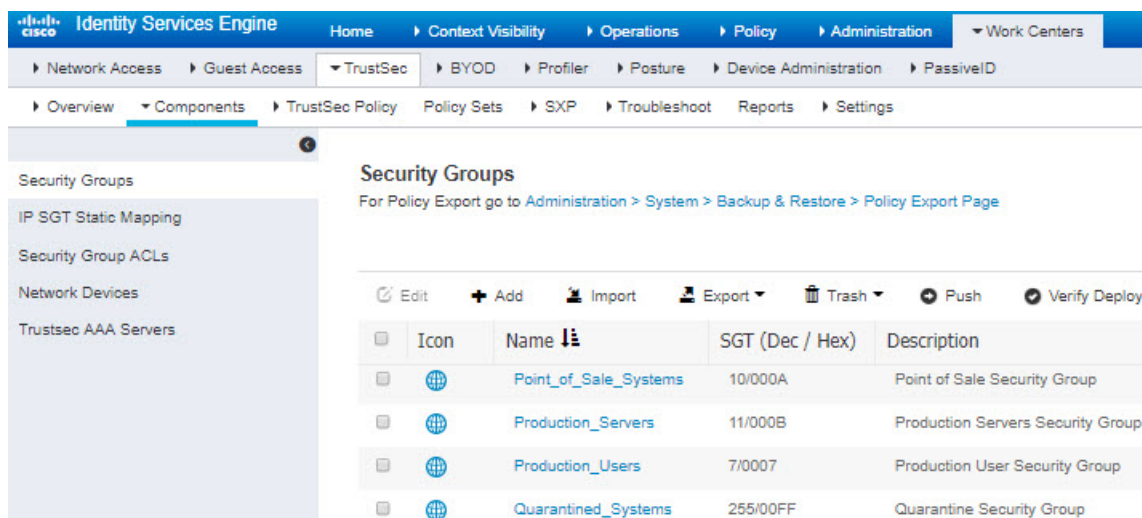 cisco Identity Services Engine Home Context Visibility Operations Policy Administration Work Centers
Network Access Guest Access TrustSec BYOD Profiler Posture Device Administration PassiveID
Overview Components TrustSec Policy Policy Sets SXP Troubleshoot Reports Settings
Security Groups
IP SGT Static Mapping
Security Group ACLs
Network Devices
Trustsec AAA Servers
Security Groups
For Policy Export go to Administration > System > Backup & Restore > Policy Export Page
Edit Add Import Export Trash Push Verify Deploy
Icon Name SGT (Dec / Hex) Description
Point_of_Sale_Systems 10/000A Point of Sale Security Group
Production_Servers 11/000B Production Servers Security Group
Production_Users 7/0007 Production User Security Group
Quarantined_Systems 255/00FF Quarantine Security Group